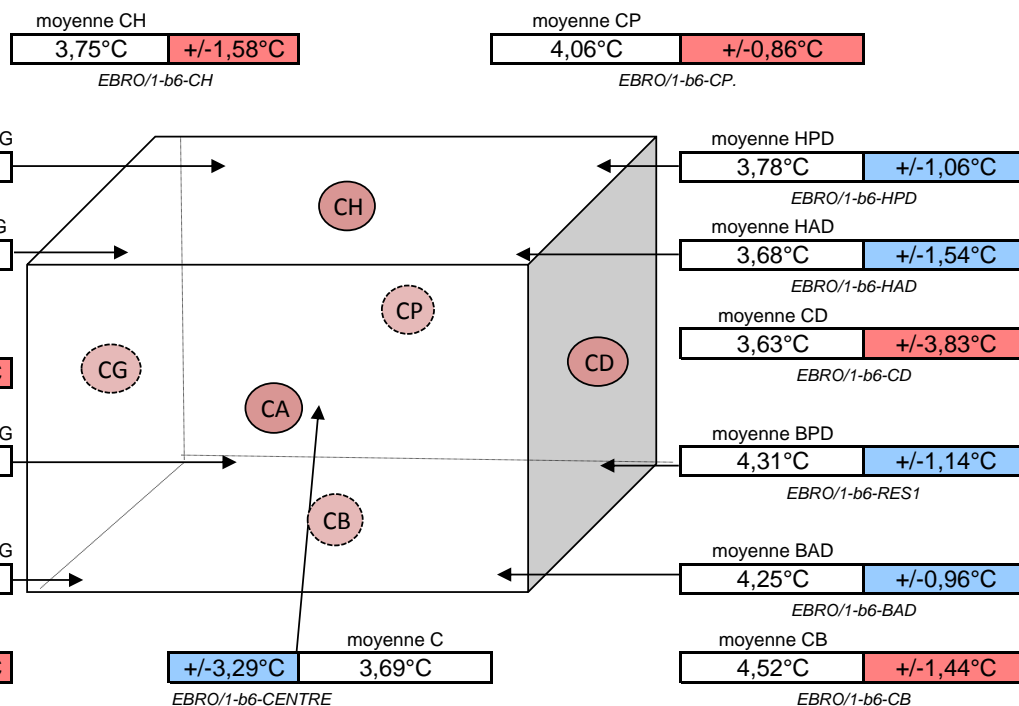 moyenne CH
3,75°C +/-1,58°C
EBRO/1-b6-CH
moyenne CP
4,06°C +/-0,86°C
EBRO/1-b6-CP.
G
moyenne HPD
3,78°C +/-1,06°C
EBRO/1-b6-HPD
G
moyenne HAD
3,68°C +/-1,54°C
EBRO/1-b6-HAD
moyenne CD
3,63°C +/-3,83°C
EBRO/1-b6-CD
CH
CP
CG
CA
CD
CB
C
G
moyenne BPD
4,31°C +/-1,14°C
EBRO/1-b6-RES1
G
moyenne BAD
4,25°C +/-0,96°C
EBRO/1-b6-BAD
C
moyenne C
+/-3,29°C 3,69°C
EBRO/1-b6-CENTRE
moyenne CB
4,52°C +/-1,44°C
EBRO/1-b6-CB